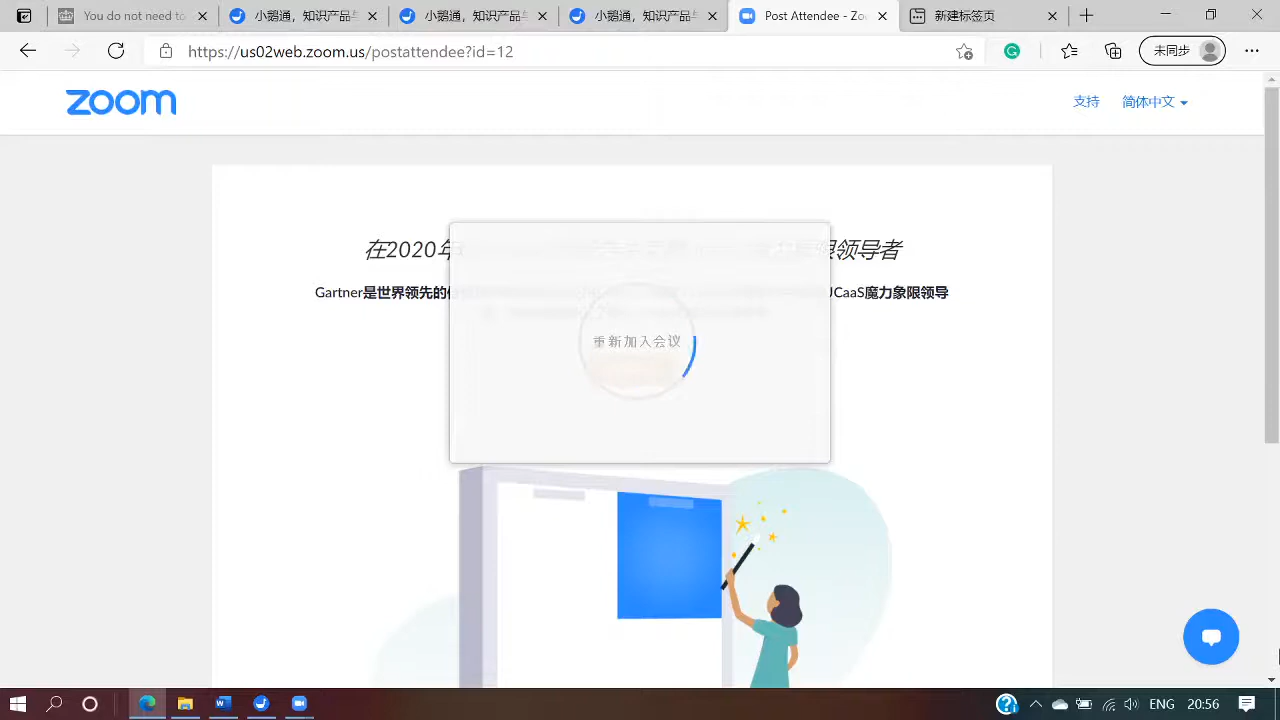 You do not need to
小鹅通，知识产品与
小鹅通，知识产品与
小鹅通，知识产品与
Post Attendee - Zo
新建标签页
https://us02web.zoom.us/postattendee?id=12
未同步
zoom
支持
简体中文
在2020年
限领导者
Gartner是世界领先的
CaaS魔力象限领导
重新加入会议
ENG
20:56